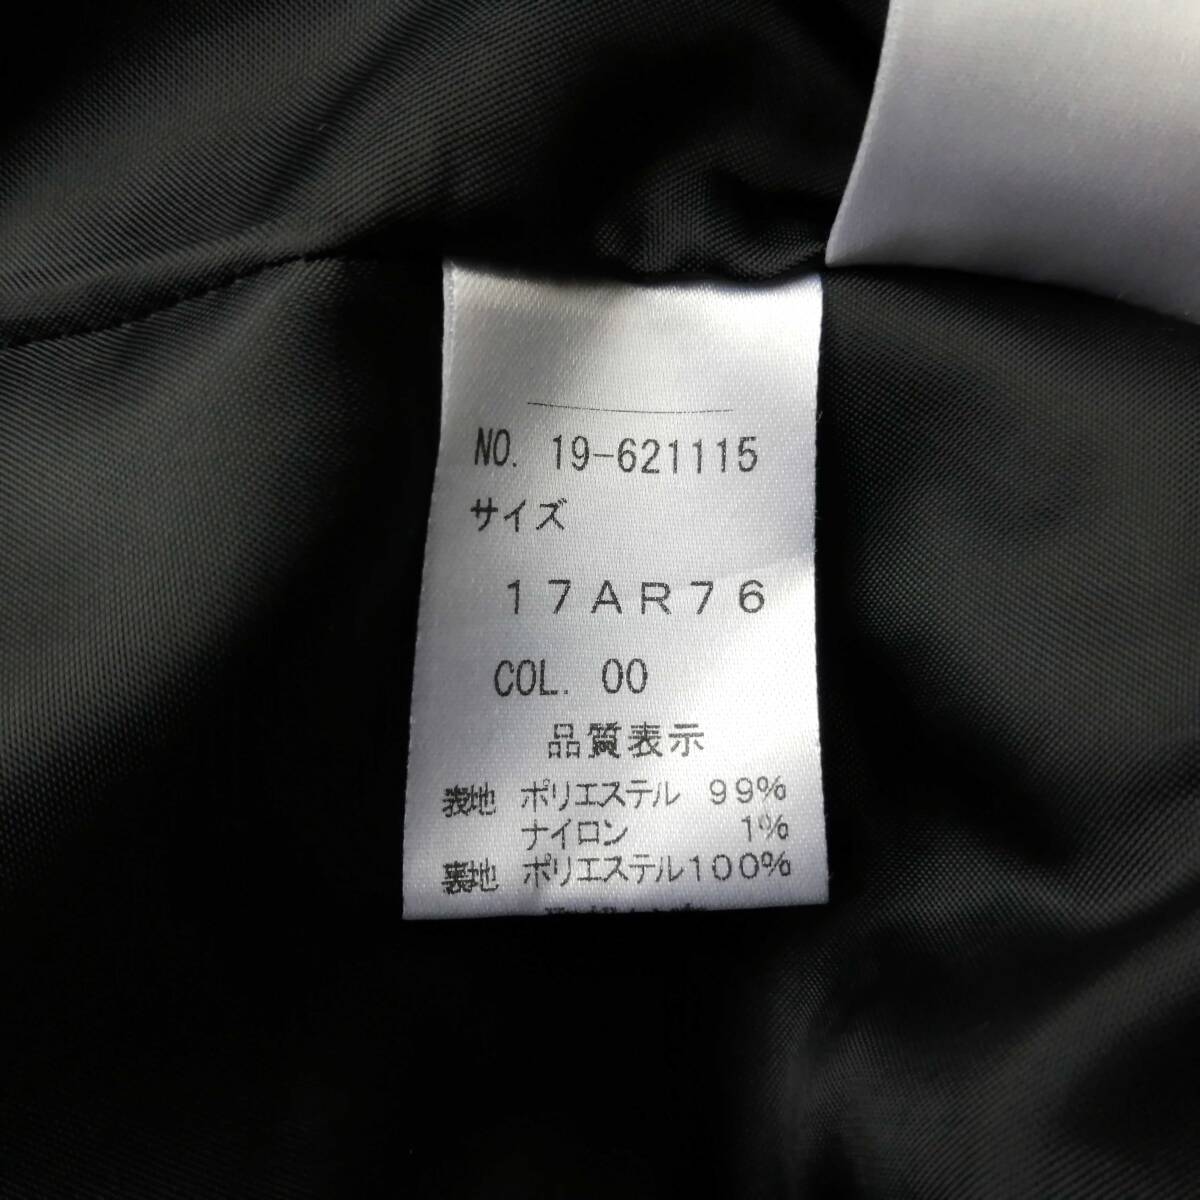 NO. 19-621115
サイズ
17AR76
COL. 00
品質表示
表地 ポリエステル 99%
ナイロン 1%
裏地 ポリエステル100%